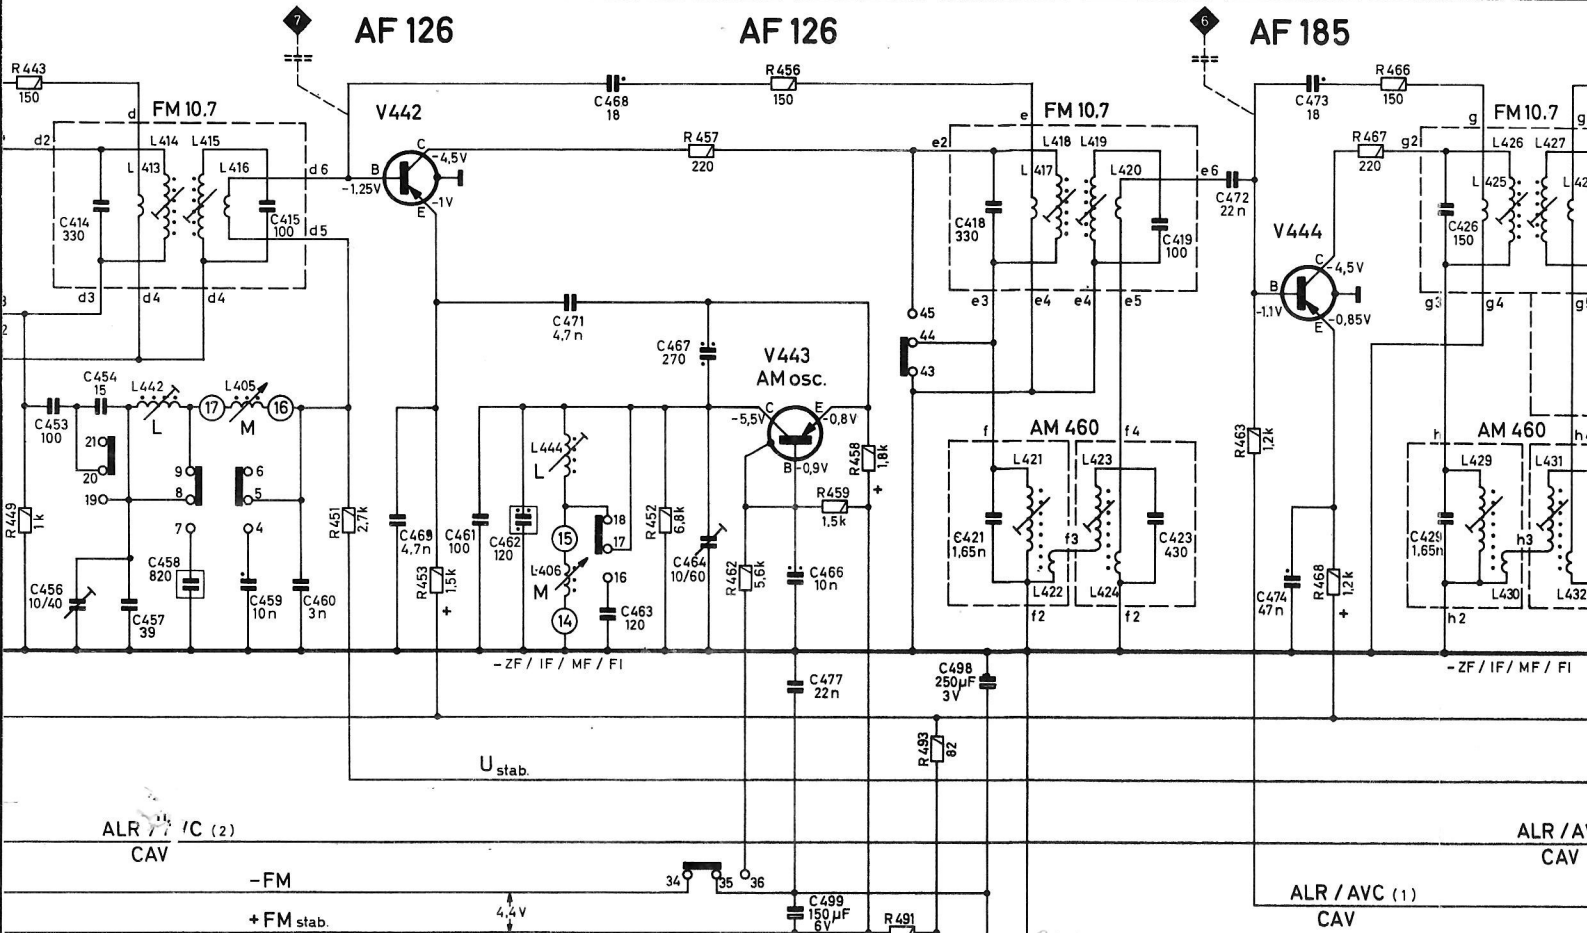 7
AF 126
AF 126
6
AF 185
R443
150
V442
C468
18
R456
150
C473
18
R466
150
FM 10.7
d
d2
L414
L415
L413
L416
d6
C414
330
C415
100
d5
d3
d4
d4
C
-4,5V
B
-1,25V
-1V
E
R457
220
FM 10.7
e
e2
L418
L419
L417
L420
e6
C418
330
C419
100
e3
e4
e4
e5
C472
22n
V444
C
-4,5V
B
-1.1V
E
-0,85V
R467
220
FM 10.7
g
g2
L426
L427
L425
C426
150
g3
g4
C471
4,7n
C467
270
V443
AM osc.
C
-5,5V
E
-0,8V
B
-0,9V
45
44
43
C454
15
L442
L405
17
16
C453
100
L
M
21
20
19
9
8
7
6
5
4
R449
1k
R451
2,7k
C456
10/40
C457
39
C458
820
C459
10n
C460
3n
C469
4,7n
R453
1,5k
+
C461
100
C462
120
L444
L
15
L406
M
14
18
17
16
C463
120
R452
6,8k
C464
10/60
R462
5,6k
C466
10n
R459
1.5k
R458
1,8k
+
AM 460
f
f4
L421
L423
C421
1,65n
f3
C423
430
L422
L424
f2
f2
R463
1,2k
C474
47n
R468
1,2k
+
AM 460
h
L429
L431
C429
1,65n
h3
L430
L432
h2
-ZF / IF / MF / FI
-ZF / IF / MF / FI
C477
22n
C498
250µF
3V
R493
82
U stab.
ALR / C (2)
CAV
ALR / AV
CAV
34
35
36
-FM
4,4V
+FM stab.
C499
150µF
6V
R491
ALR / AVC (1)
CAV